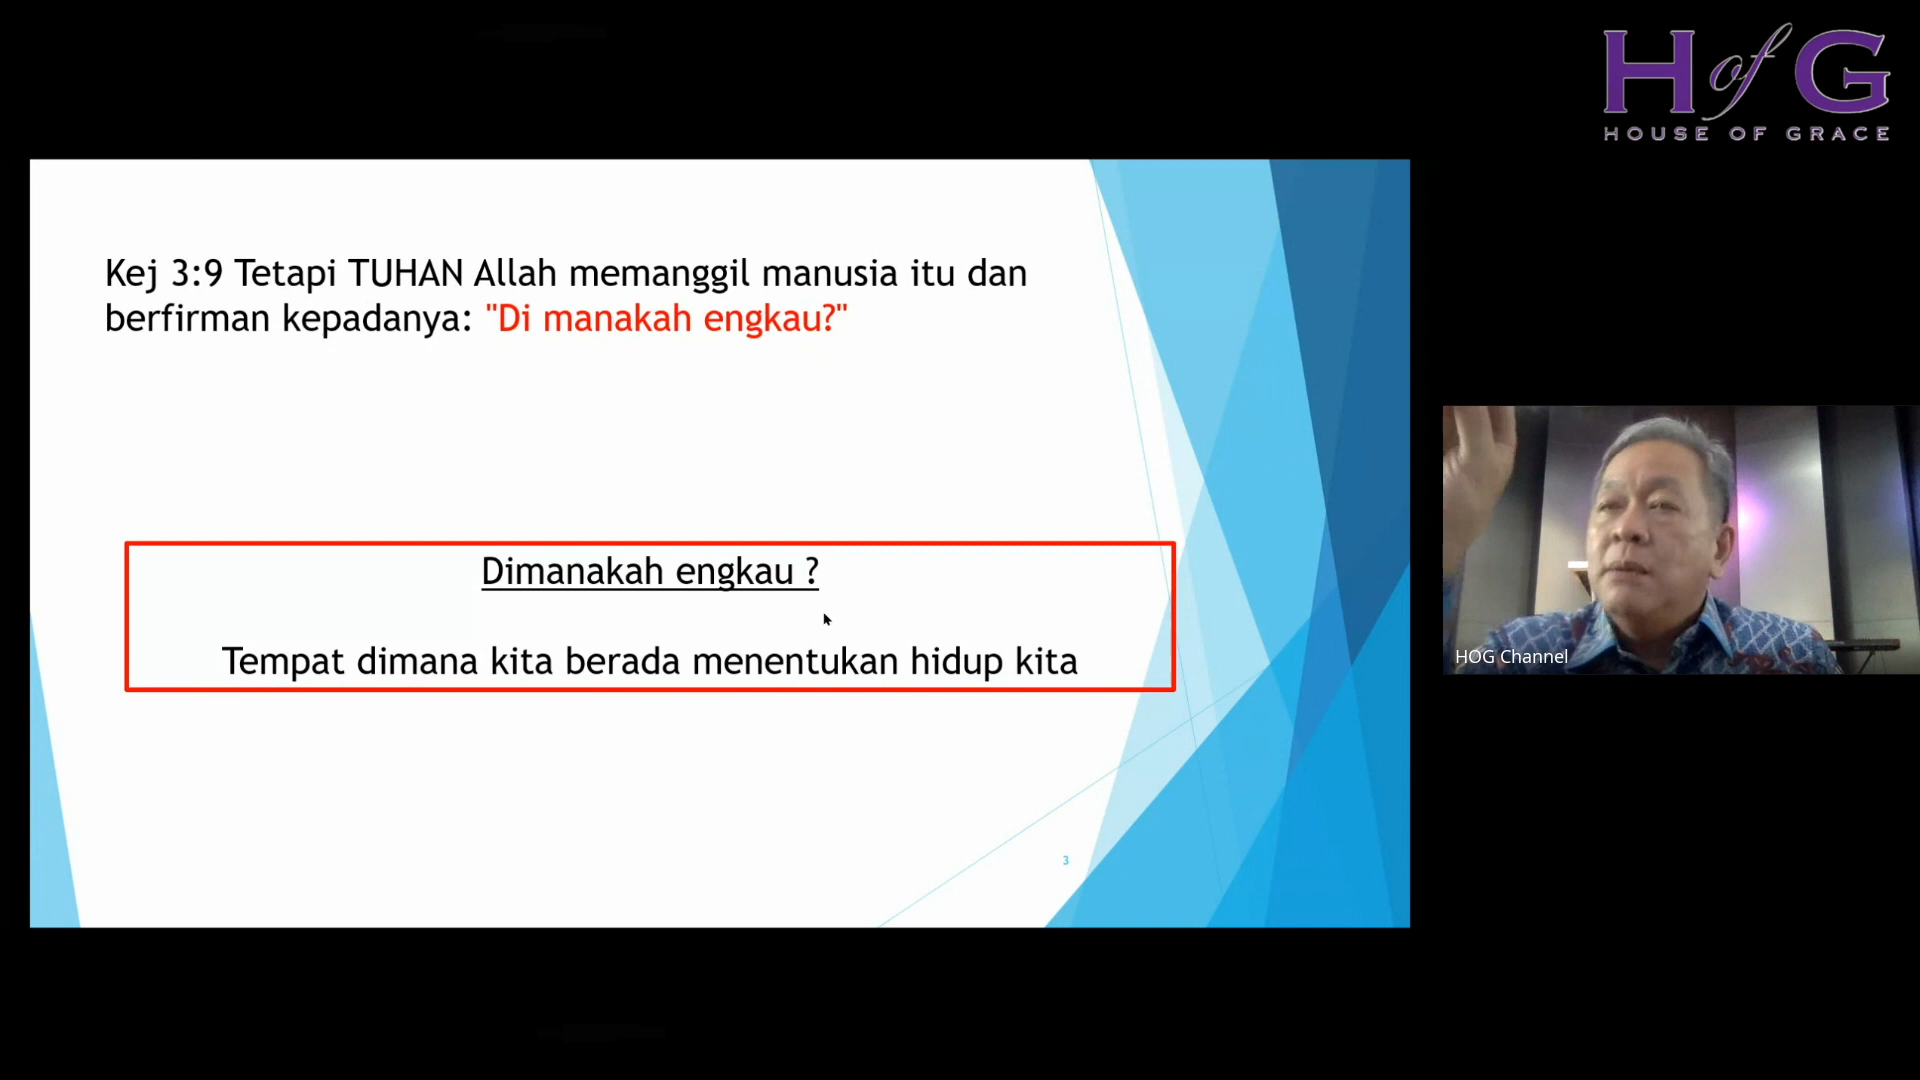 H of G
HOUSE OF GRACE
Kej 3:9 Tetapi TUHAN Allah memanggil manusia itu dan
berfirman kepadanya: "Di manakah engkau?"
Dimanakah engkau ?
Tempat dimana kita berada menentukan hidup kita
3
HOG Channel